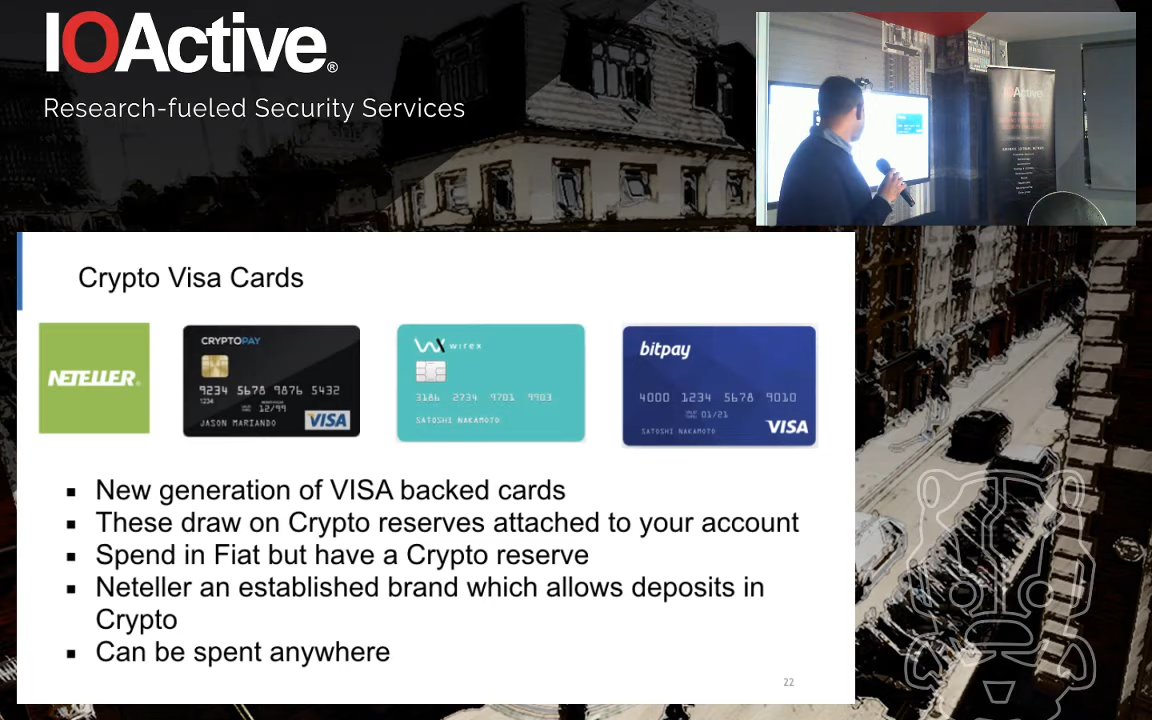 IOActive®
Research-fueled Security Services
IOActive
Crypto Visa Cards
NETELLER®
CRYPTOPAY
9234 5678 9876 5432
1234
12/99
JASON MARIANDO
VISA
wirex
3186 2734 9701 9903
SATOSHI NAKAMOTO
bitpay
4000 1234 5678 9010
01/21
SATOSHI NAKAMOTO
VISA
▪ New generation of VISA backed cards
▪ These draw on Crypto reserves attached to your account
▪ Spend in Fiat but have a Crypto reserve
▪ Neteller an established brand which allows deposits in
Crypto
▪ Can be spent anywhere
22